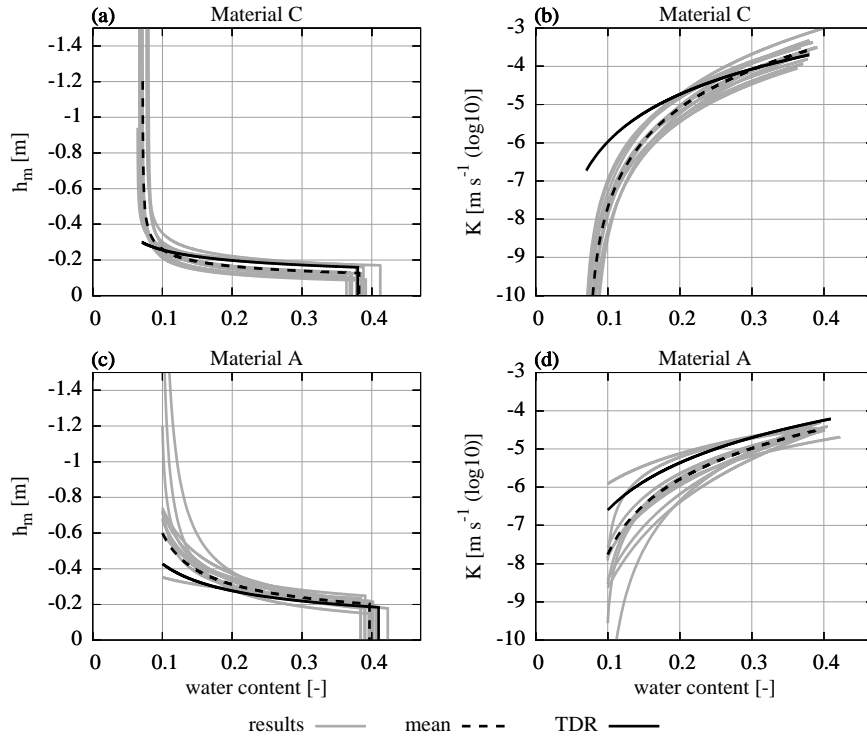 (a) Material C
-1.4
-1.2
-1
-0.8
-0.6
-0.4
-0.2
0
h_m [m]
0 0.1 0.2 0.3 0.4
(b) Material C
-3
-4
-5
-6
-7
-8
-9
-10
K [m s^-1 (log10)]
0 0.1 0.2 0.3 0.4
(c) Material A
-1.4
-1.2
-1
-0.8
-0.6
-0.4
-0.2
0
h_m [m]
0 0.1 0.2 0.3 0.4
water content [-]
(d) Material A
-3
-4
-5
-6
-7
-8
-9
-10
K [m s^-1 (log10)]
0 0.1 0.2 0.3 0.4
water content [-]
results mean TDR